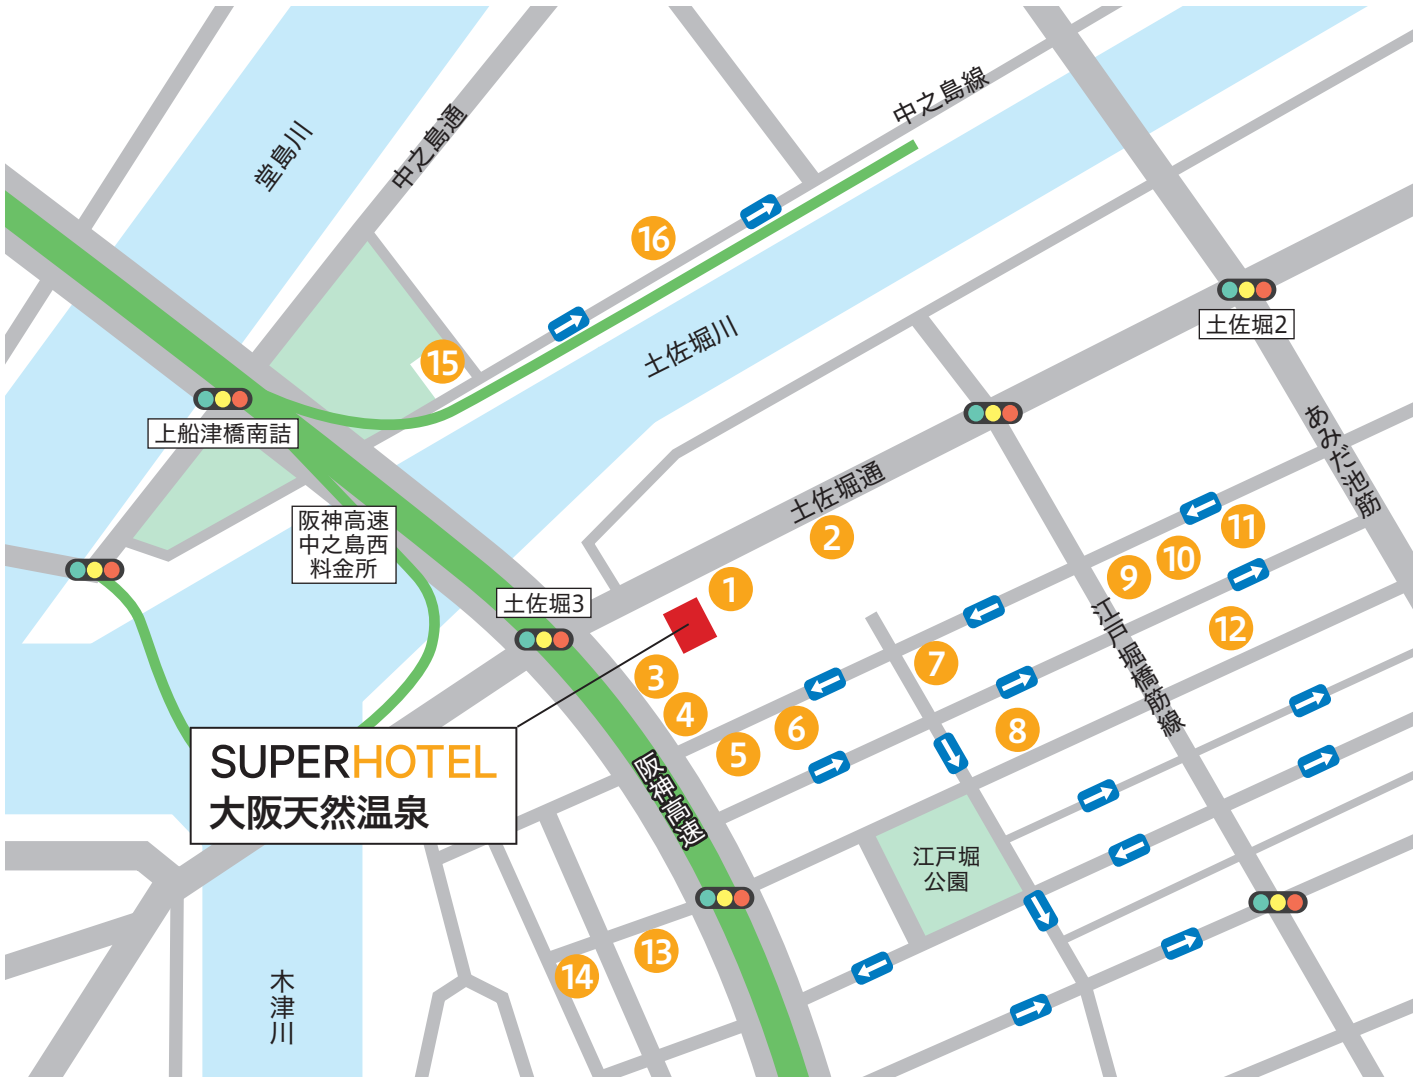 中之島線
堂島川
中之島通
16
土佐堀2
土佐堀川
15
上船津橋南詰
あみだ池筋
土佐堀通
阪神高速
中之島西
料金所
2
11
10
9
1
土佐堀3
江戸堀橋筋線
12
3
7
4
6
8
5
SUPERHOTEL
大阪天然温泉
阪神高速
江戸堀
公園
13
14
木津川